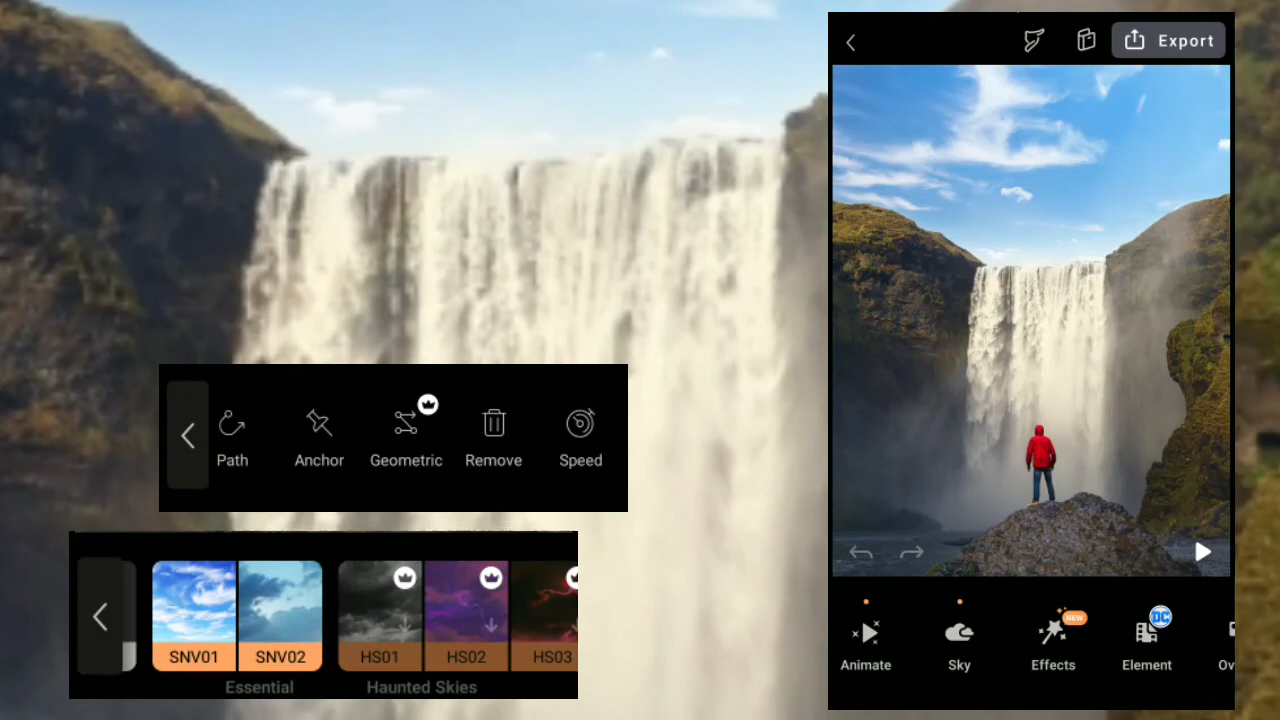 Export
Path Anchor Geometric Remove Speed
SNV01 SNV02 HS01 HS02 HS03
Essential Haunted Skies
NEW DC
Animate Sky Effects Element Ov